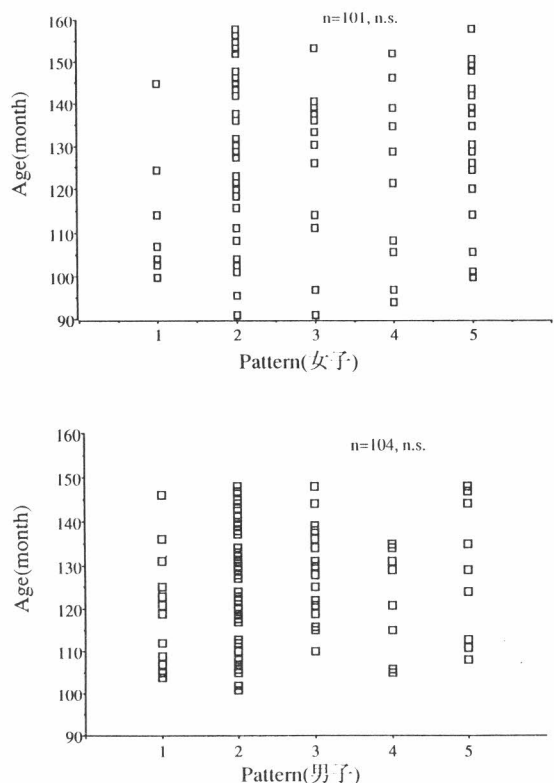 160
150
140
130
120
110
100
90
Age(month)
n=101, n.s.
1 2 3 4 5
Pattern(女子)
160
150
140
130
120
110
100
90
Age(month)
n=104, n.s.
1 2 3 4 5
Pattern(男子)